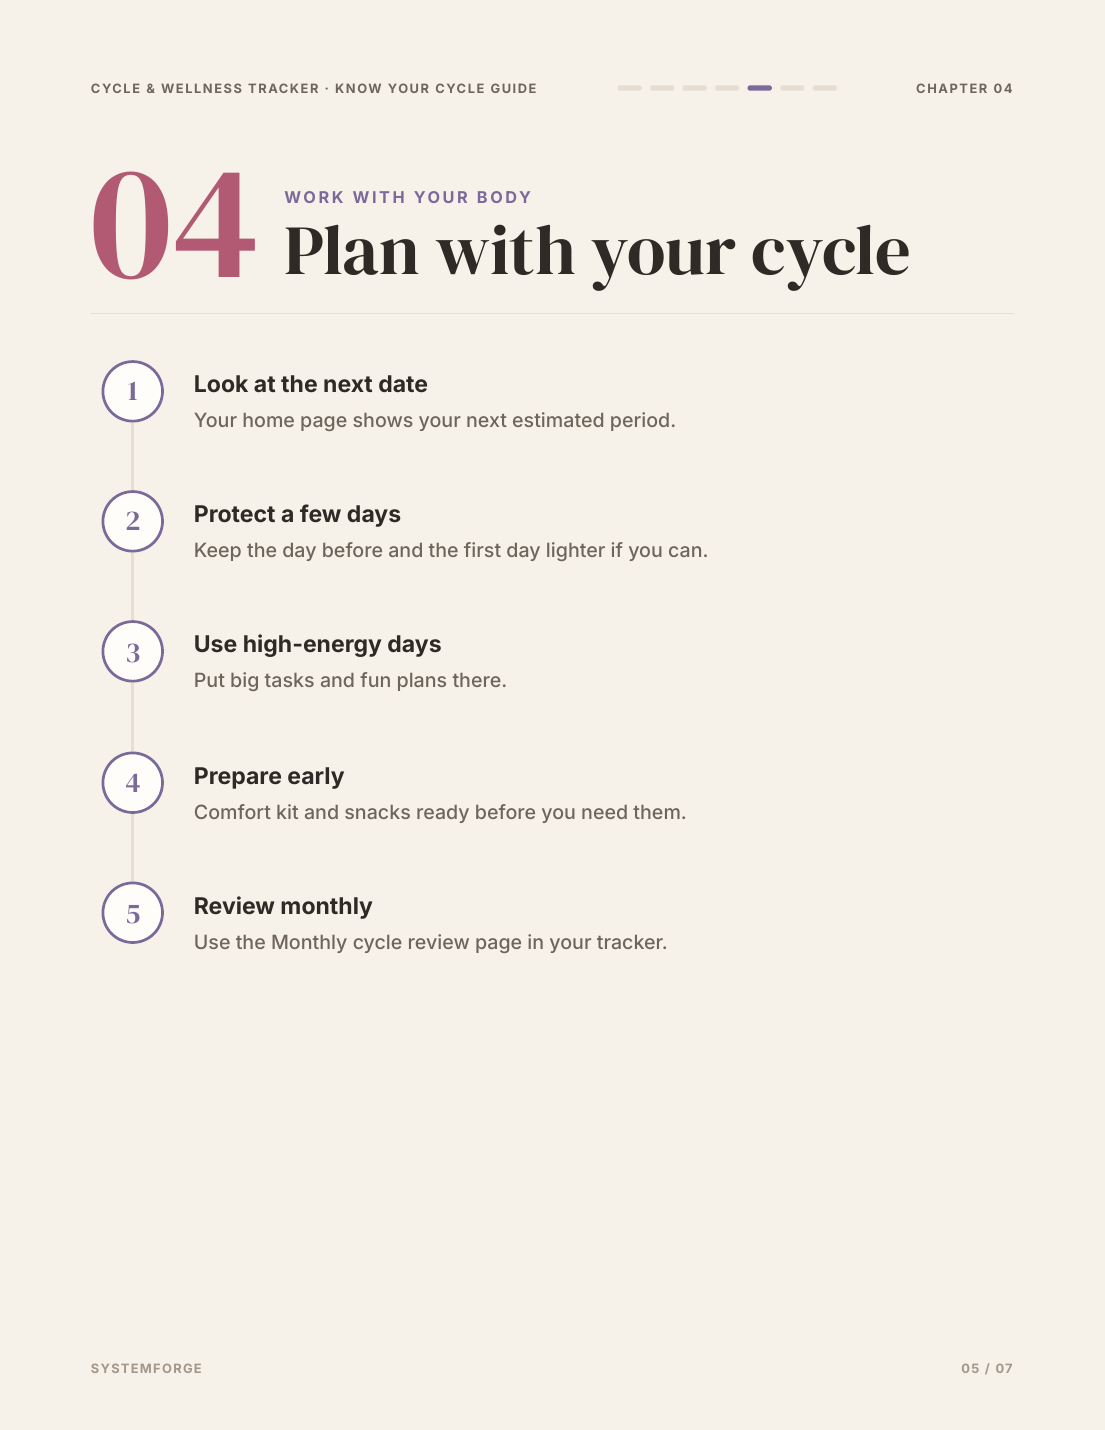 CYCLE & WELLNESS TRACKER · KNOW YOUR CYCLE GUIDE
CHAPTER 04
04
WORK WITH YOUR BODY
Plan with your cycle
1
Look at the next date
Your home page shows your next estimated period.
2
Protect a few days
Keep the day before and the first day lighter if you can.
3
Use high-energy days
Put big tasks and fun plans there.
4
Prepare early
Comfort kit and snacks ready before you need them.
5
Review monthly
Use the Monthly cycle review page in your tracker.
SYSTEMFORGE
05 / 07